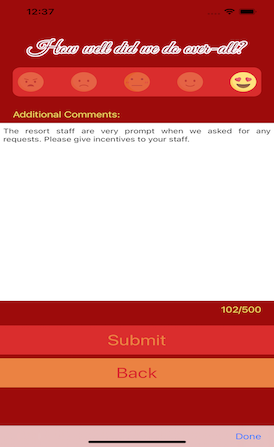 12:37
How well did we do over-all?
Additional Comments:
The resort staff are very prompt when we asked for any
requests. Please give incentives to your staff.
102/500
Submit
Back
Done